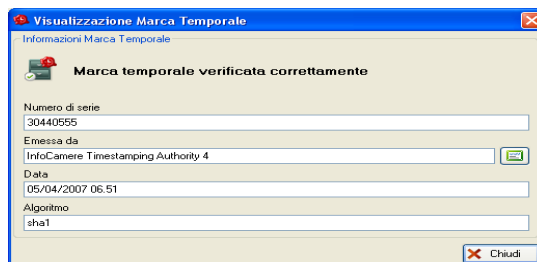 Visualizzazione Marca Temporale
Informazioni Marca Temporale
Marca temporale verificata correttamente
Numero di serie
30440555
Emessa da
InfoCamere Timestamping Authority 4
Data
05/04/2007 06.51
Algoritmo
sha1
Chiudi